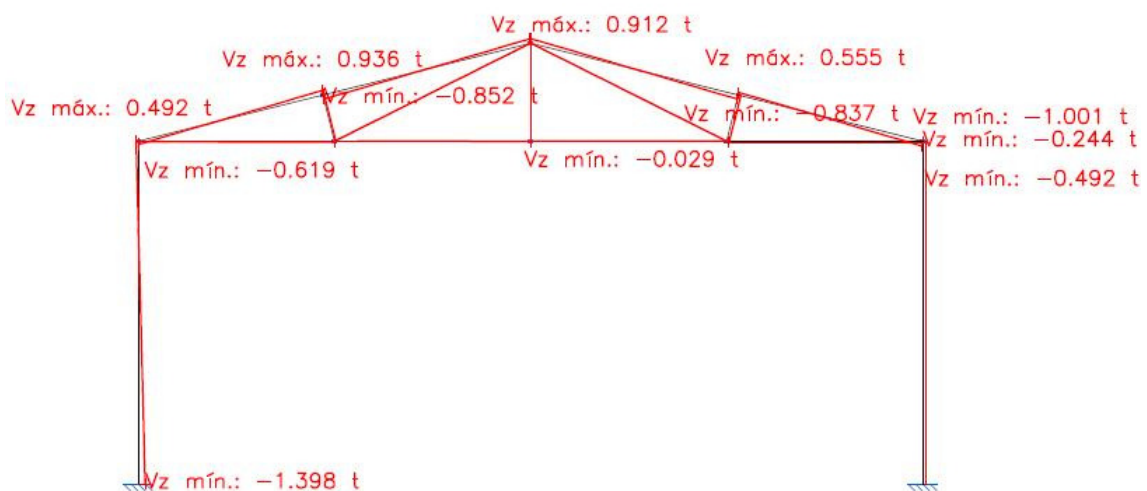 Vz máx.: 0.912 t
Vz máx.: 0.936 t
Vz máx.: 0.555 t
Vz mín.: -0.852 t
Vz máx.: 0.492 t
Vz mín.: -0.837 t
Vz mín.: -1.001 t
Vz mín.: -0.244 t
Vz mín.: -0.619 t
Vz mín.: -0.029 t
Vz mín.: -0.492 t
Vz mín.: -1.398 t